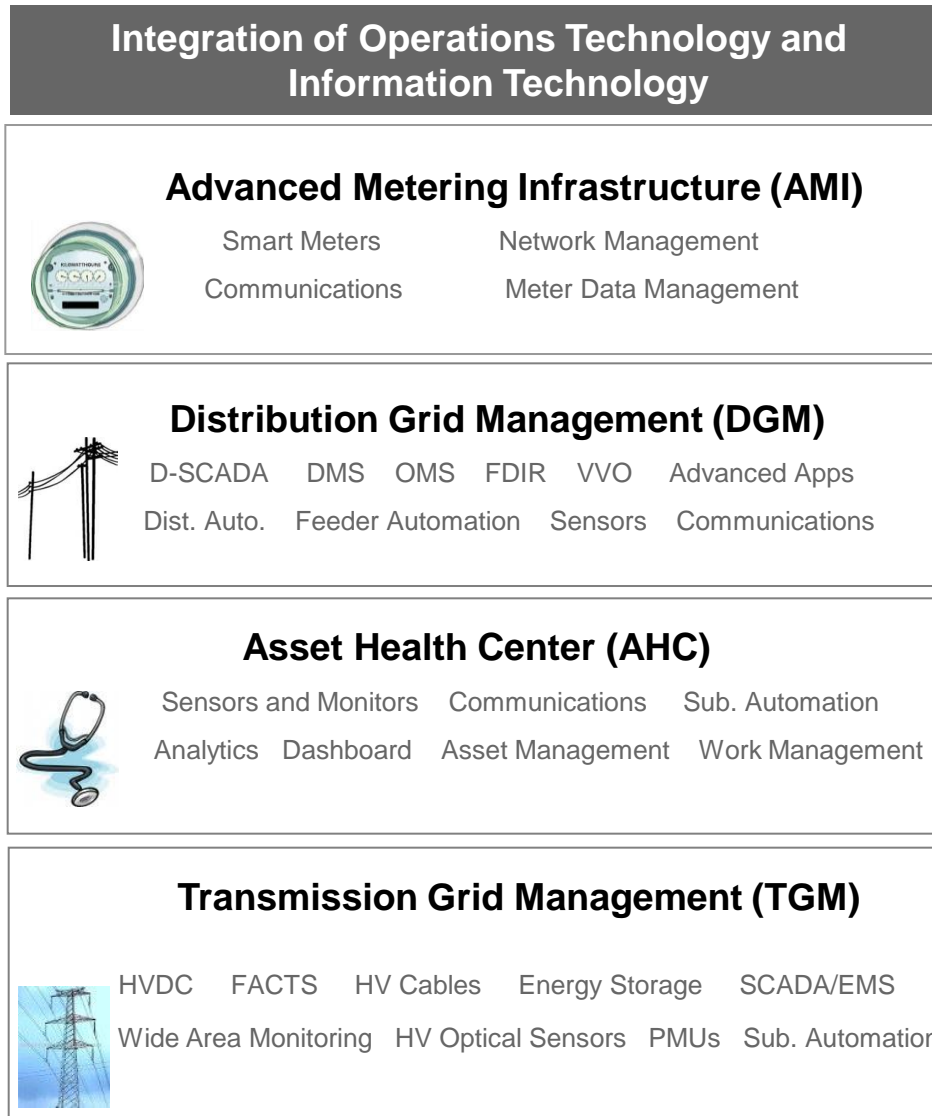 Integration of Operations Technology and
Information Technology
Advanced Metering Infrastructure (AMI)
Smart Meters Network Management
KILOWATTHOURS
Communications Meter Data Management
Distribution Grid Management (DGM)
D-SCADA DMS OMS FDIR VVO Advanced Apps
Dist. Auto. Feeder Automation Sensors Communications
Asset Health Center (AHC)
Sensors and Monitors Communications Sub. Automation
Analytics Dashboard Asset Management Work Management
Transmission Grid Management (TGM)
HVDC FACTS HV Cables Energy Storage SCADA/EMS
Wide Area Monitoring HV Optical Sensors PMUs Sub. Automation